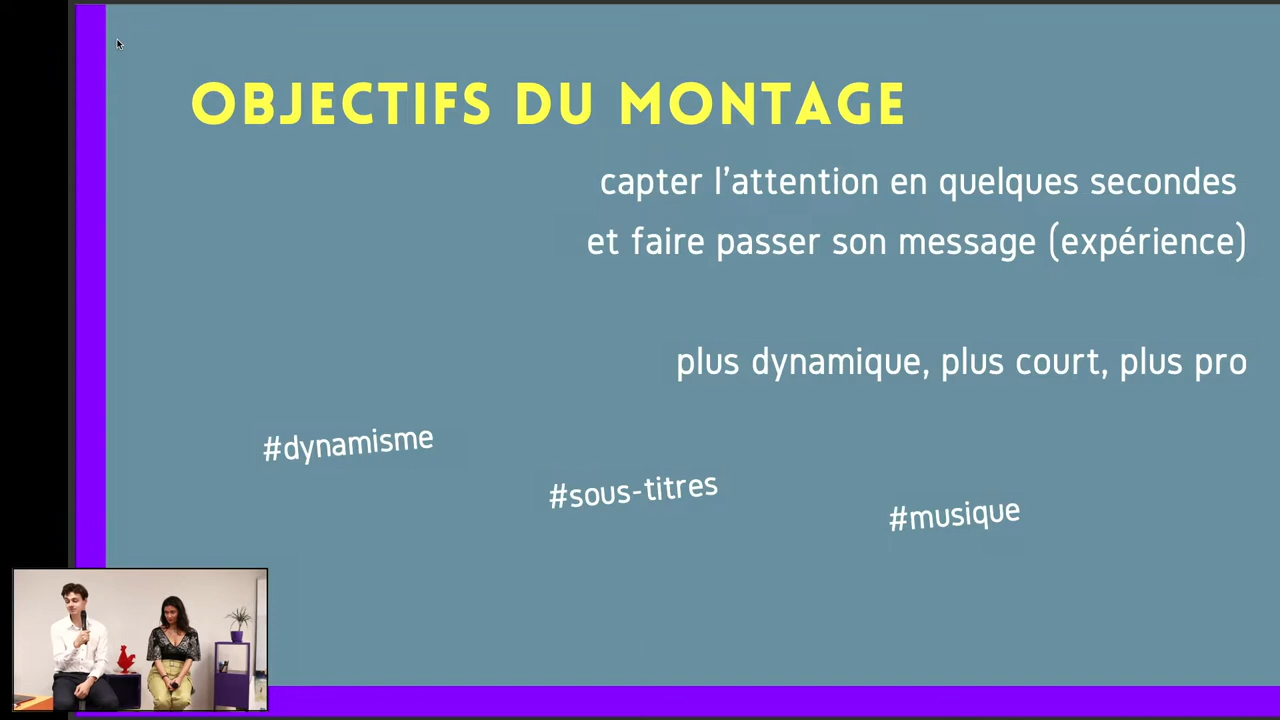 OBJECTIFS DU MONTAGE
capter l'attention en quelques secondes
et faire passer son message (expérience)
plus dynamique, plus court, plus pro
#dynamisme
#sous-titres
#musique